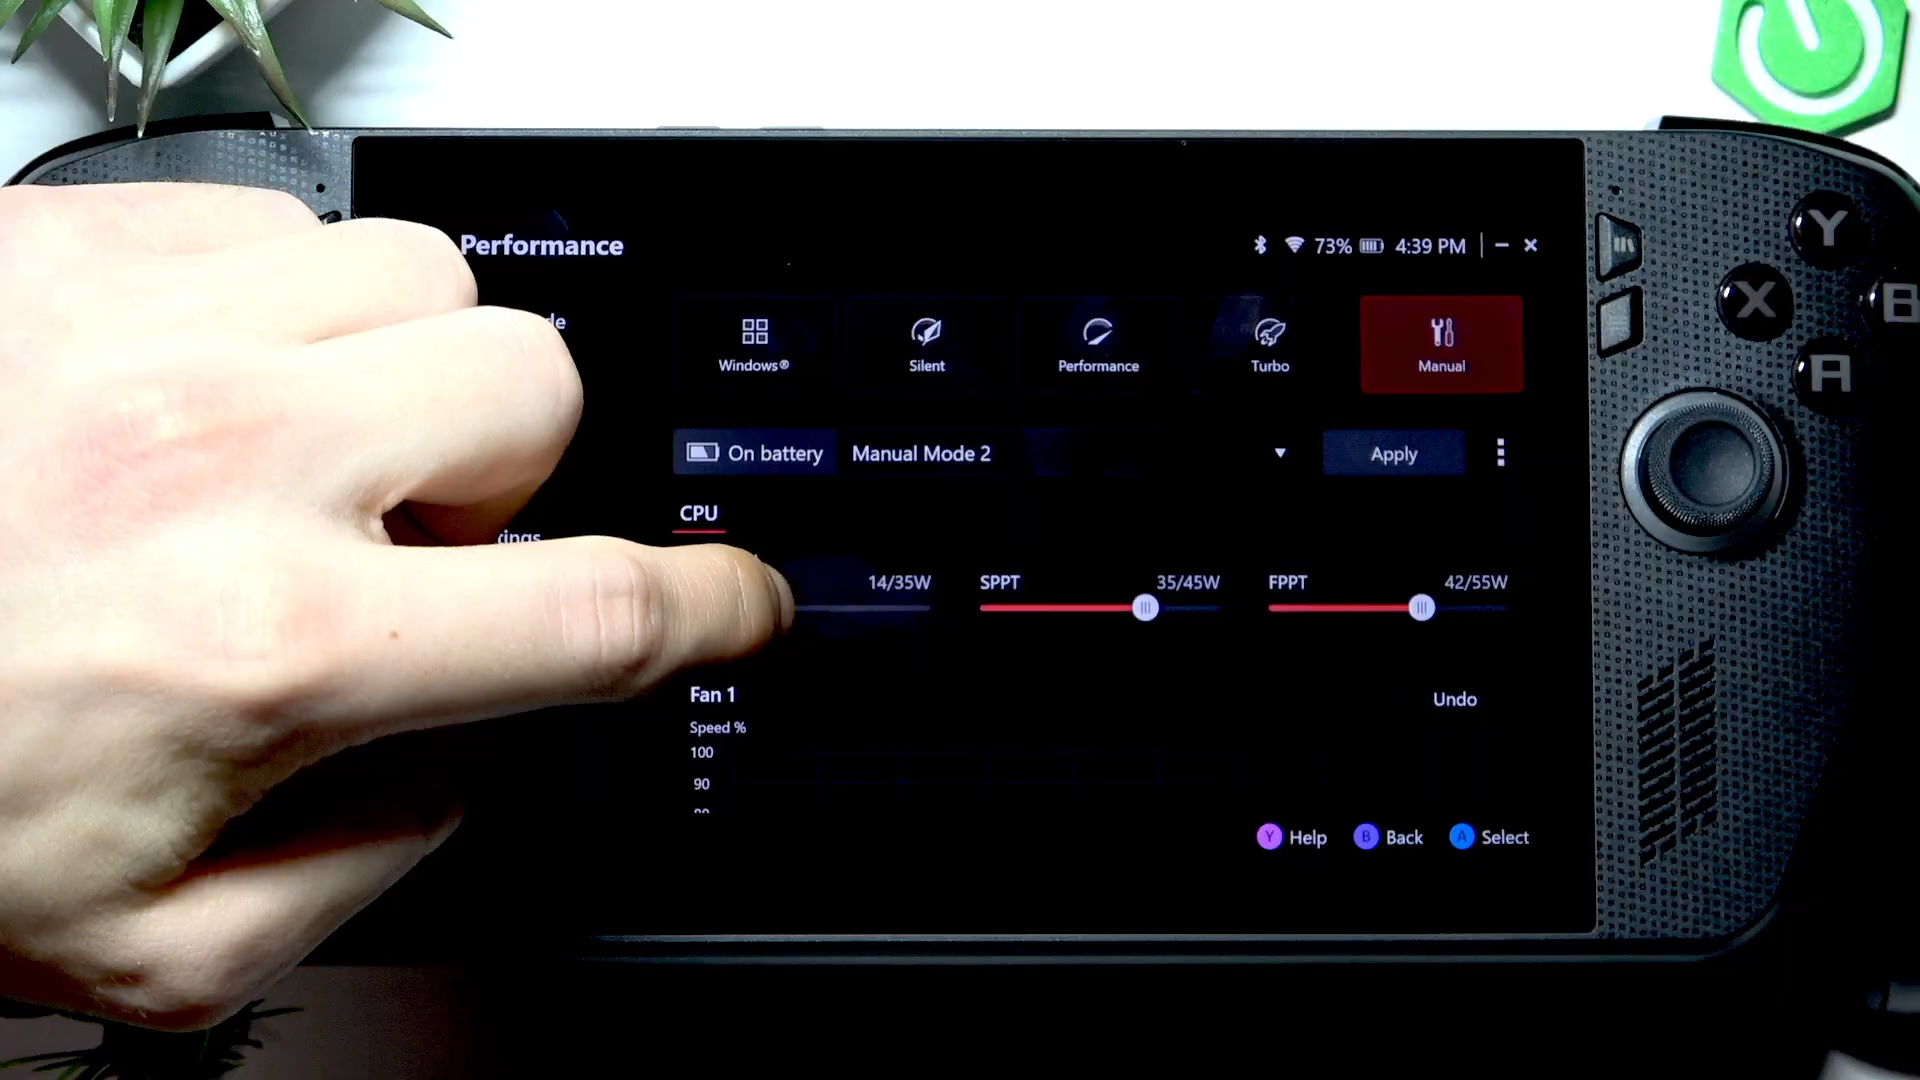 Performance
73% 4:39 PM
Windows® Silent Performance Turbo Manual
On battery Manual Mode 2 Apply
CPU
14/35W SPPT 35/45W FPPT 42/55W
Fan 1
Undo
Speed %
100
90
Y Help B Back A Select
Y
X
B
A